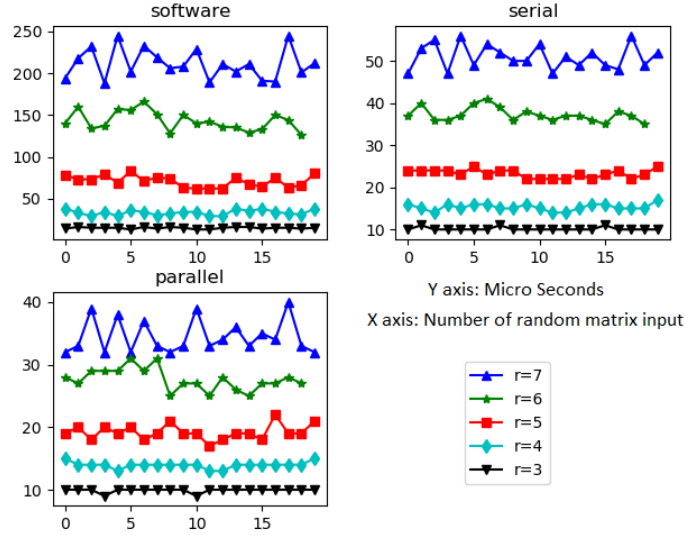 software
serial
250
200
150
100
50
0
5
10
15
50
40
30
20
10
0
5
10
15
parallel
40
30
20
10
0
5
10
15
Y axis: Micro Seconds
X axis: Number of random matrix input
r=7
r=6
r=5
r=4
r=3